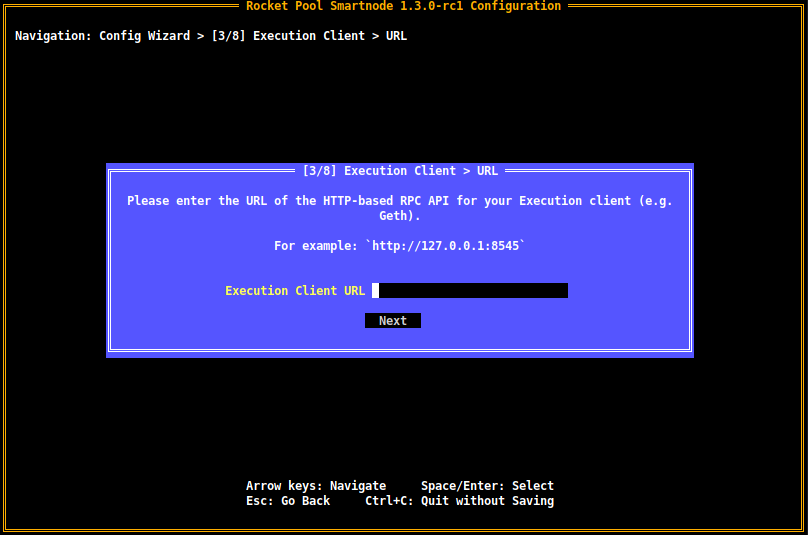 Rocket Pool Smartnode 1.3.0-rc1 Configuration
Navigation: Config Wizard > [3/8] Execution Client > URL
[3/8] Execution Client > URL
Please enter the URL of the HTTP-based RPC API for your Execution client (e.g.
Geth).
For example: `http://127.0.0.1:8545`
Execution Client URL
Next
Arrow keys: Navigate     Space/Enter: Select
Esc: Go Back     Ctrl+C: Quit without Saving